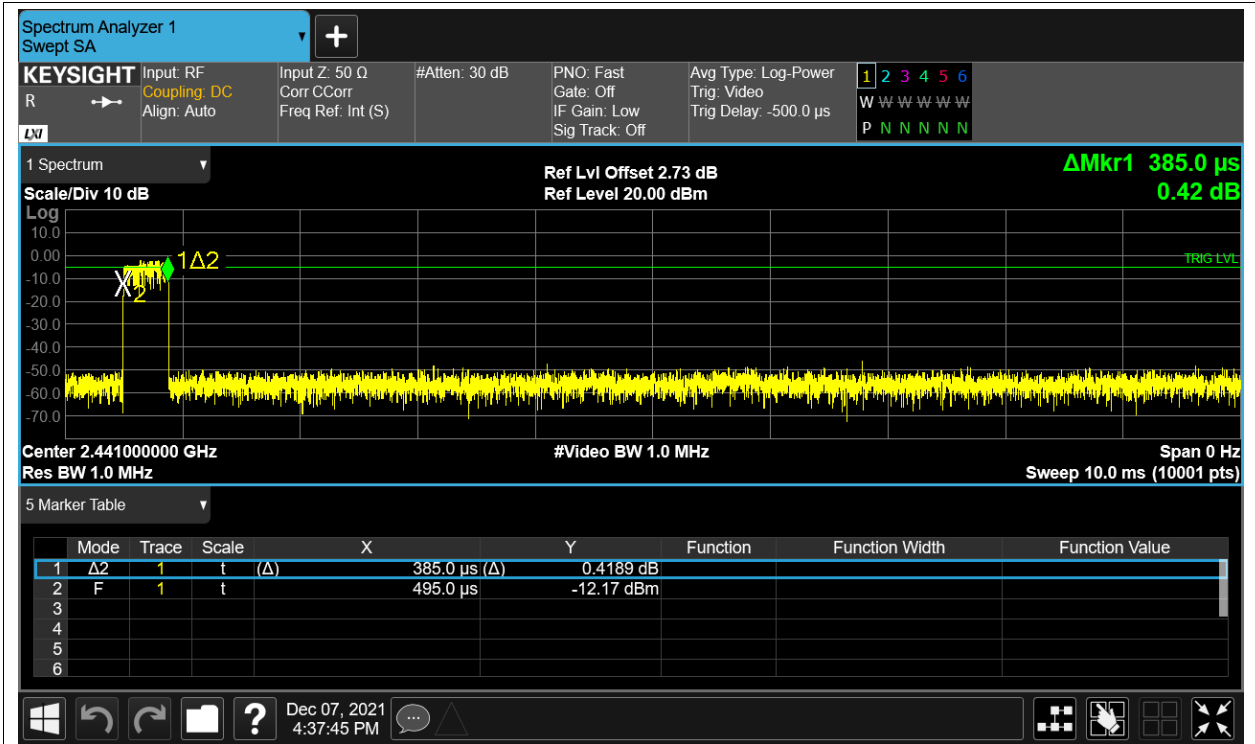 Spectrum Analyzer 1
Swept SA
KEYSIGHT Input: RF Input Z: 50 Ω #Atten: 30 dB PNO: Fast Avg Type: Log-Power 1 2 3 4 5 6
R Coupling: DC Corr CCorr Gate: Off Trig: Video W W W W W W
Align: Auto Freq Ref: Int (S) IF Gain: Low Trig Delay: -500.0 µs
LXI Sig Track: Off P N N N N N
1 Spectrum Ref Lvl Offset 2.73 dB ΔMkr1 385.0 µs
Scale/Div 10 dB Ref Level 20.00 dBm 0.42 dB
Log
10.0
0.00 1Δ2 TRIG LVL
-10.0 X2
-20.0
-30.0
-40.0
-50.0
-60.0
-70.0
Center 2.441000000 GHz #Video BW 1.0 MHz Span 0 Hz
Res BW 1.0 MHz Sweep 10.0 ms (10001 pts)
5 Marker Table
Mode Trace Scale X Y Function Function Width Function Value
1 Δ2 1 t (Δ) 385.0 µs (Δ) 0.4189 dB
2 F 1 t 495.0 µs -12.17 dBm
3
4
5
6
? Dec 07, 2021
4:37:45 PM